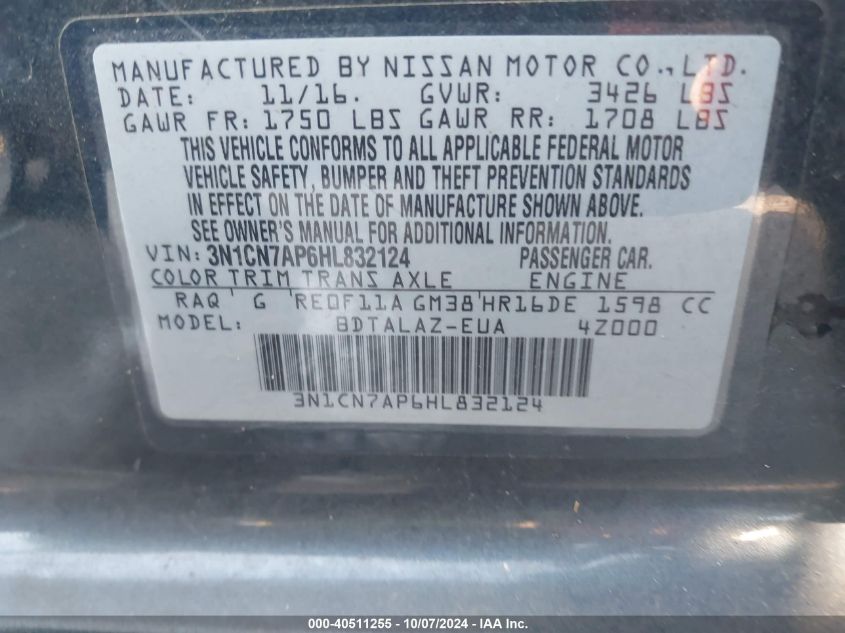 MANUFACTURED BY NISSAN MOTOR CO., LTD.
DATE: 11/16. GVWR: 3426 LBS
GAWR FR: 1750 LBS GAWR RR: 1708 LBS
THIS VEHICLE CONFORMS TO ALL APPLICABLE FEDERAL MOTOR
VEHICLE SAFETY, BUMPER AND THEFT PREVENTION STANDARDS
IN EFFECT ON THE DATE OF MANUFACTURE SHOWN ABOVE.
SEE OWNER'S MANUAL FOR ADDITIONAL INFORMATION.
VIN: 3N1CN7AP6HL832124 PASSENGER CAR.
COLOR TRIM TRANS AXLE ENGINE
RAQ G RE0F11A GM38 HR16DE 1598 CC
MODEL: BDTALAZ-EUA 4Z000
3N1CN7AP6HL832124
000-40511255 - 10/07/2024 - IAA Inc.